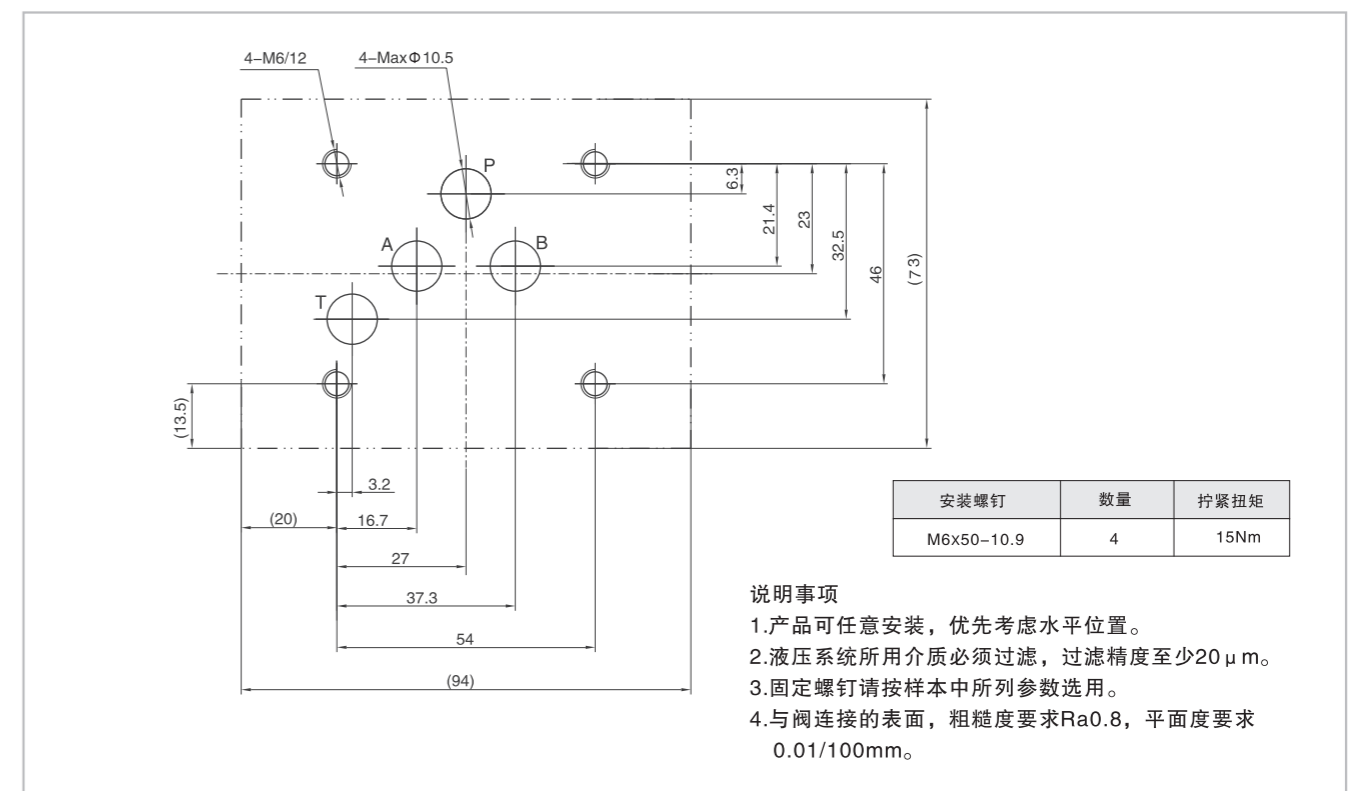 4-M6/12
4-MaxΦ10.5
P
6.3
21.4
23
32.5
46
(73)
A
B
T
(13.5)
3.2
(20)
16.7
27
37.3
54
(94)
安装螺钉 数量 拧紧扭矩
M6X50-10.9 4 15Nm
说明事项
1.产品可任意安装，优先考虑水平位置。
2.液压系统所用介质必须过滤，过滤精度至少20μm。
3.固定螺钉请按样本中所列参数选用。
4.与阀连接的表面，粗糙度要求Ra0.8，平面度要求
0.01/100mm。